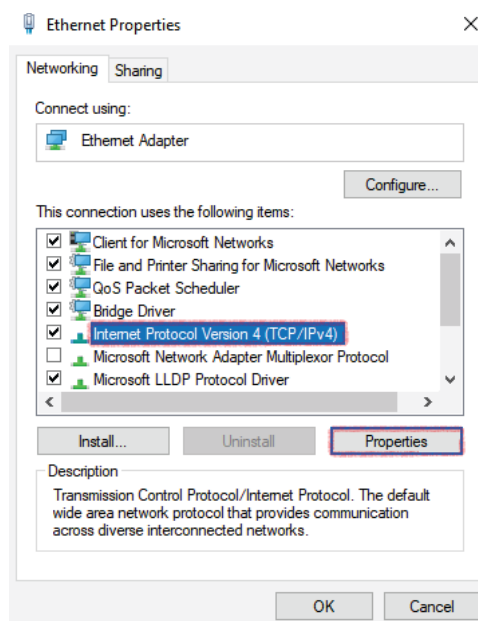 Ethernet Properties
Networking
Sharing
Connect using:
Ethernet Adapter
Configure...
This connection uses the following items:
Client for Microsoft Networks
File and Printer Sharing for Microsoft Networks
QoS Packet Scheduler
Bridge Driver
Internet Protocol Version 4 (TCP/IPv4)
Microsoft Network Adapter Multiplexor Protocol
Microsoft LLDP Protocol Driver
Install...
Uninstall
Properties
Description
Transmission Control Protocol/Internet Protocol. The default
wide area network protocol that provides communication
across diverse interconnected networks.
OK
Cancel